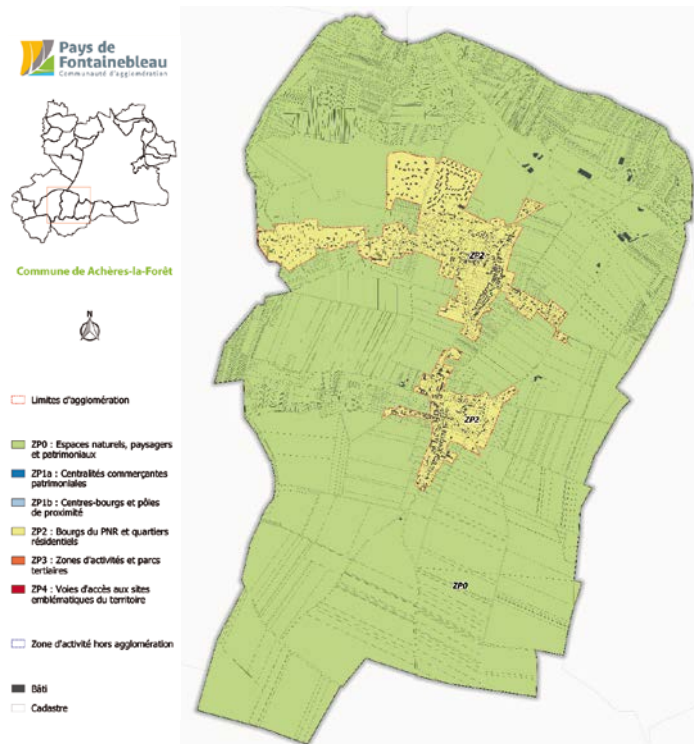 Pays de
Fontainebleau
Communauté d'agglomération
Commune de Achères-la-Forêt
N
Limites d'agglomération
ZP0 : Espaces naturels, paysagers
et patrimoniaux
ZP1a : Centralités commerçantes
patrimoniales
ZP1b : Centres-bourgs et pôles
de proximité
ZP2 : Bourgs du PNR et quartiers
résidentiels
ZP3 : Zones d'activités et parcs
tertiaires
ZP4 : Voies d'accès aux sites
emblématiques du territoire
Zone d'activité hors agglomération
Bâti
Cadastre
ZP2
ZP2
ZP0